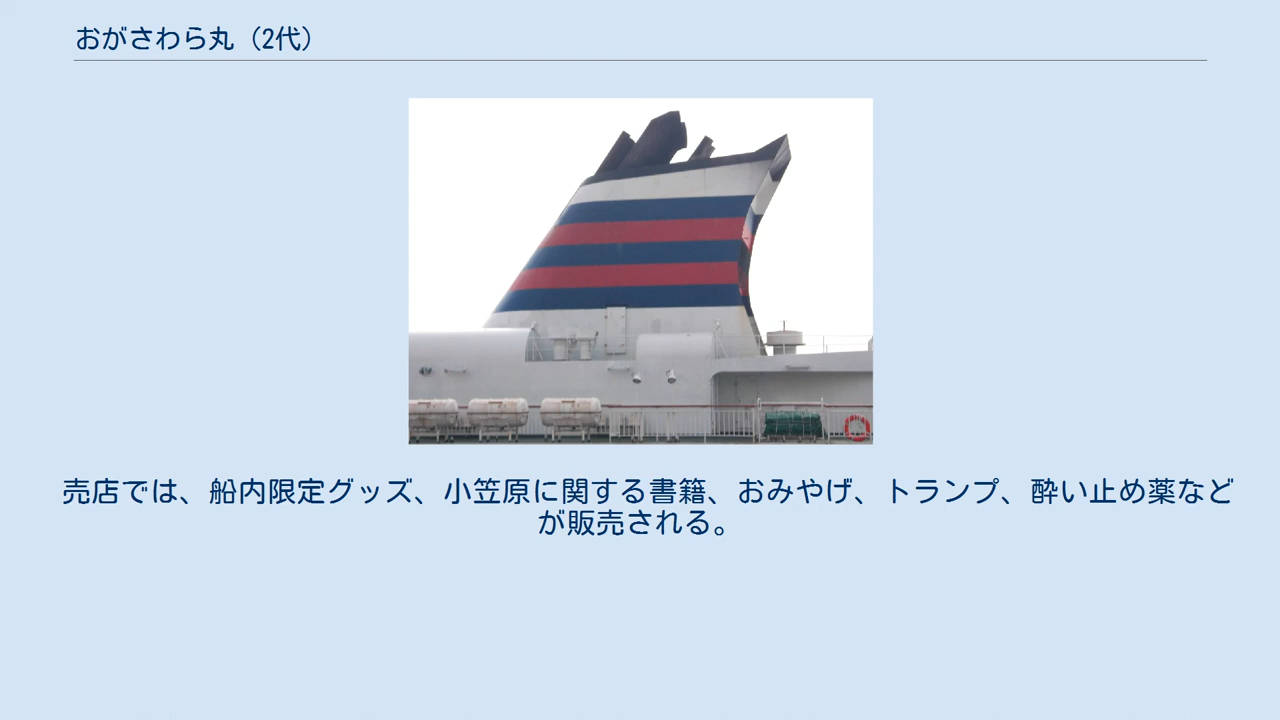 おがさわら丸（2代）
売店では、船内限定グッズ、小笠原に関する書籍、おみやげ、トランプ、酔い止め薬など
が販売される。